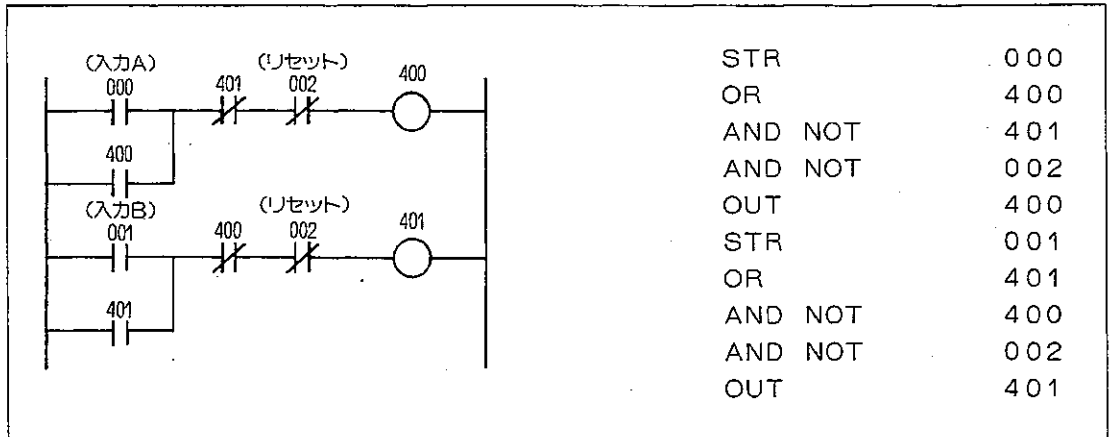 (入力A) (リセット)
000 401 002 400
400
(入力B) (リセット)
001 400 002 401
401
STR 000
OR 400
AND NOT 401
AND NOT 002
OUT 400
STR 001
OR 401
AND NOT 400
AND NOT 002
OUT 401